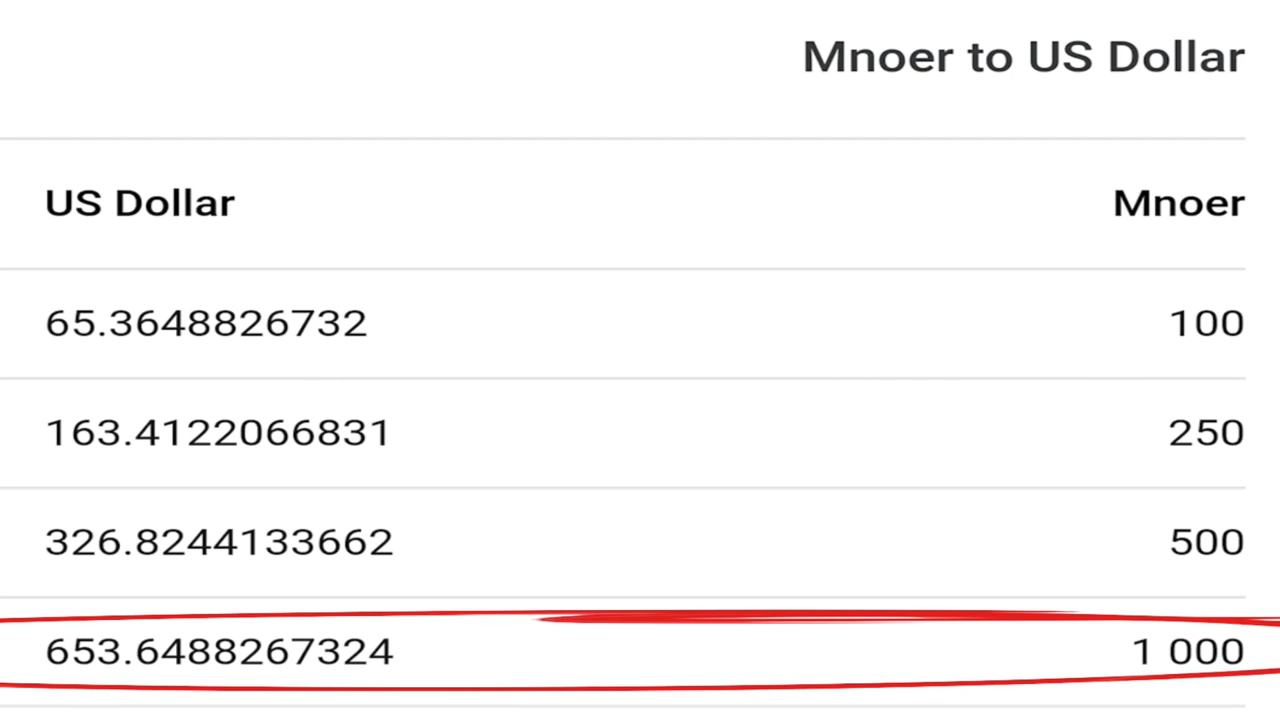 Mnoer to US Dollar
US Dollar Mnoer
65.3648826732 100
163.4122066831 250
326.8244133662 500
653.6488267324 1 000